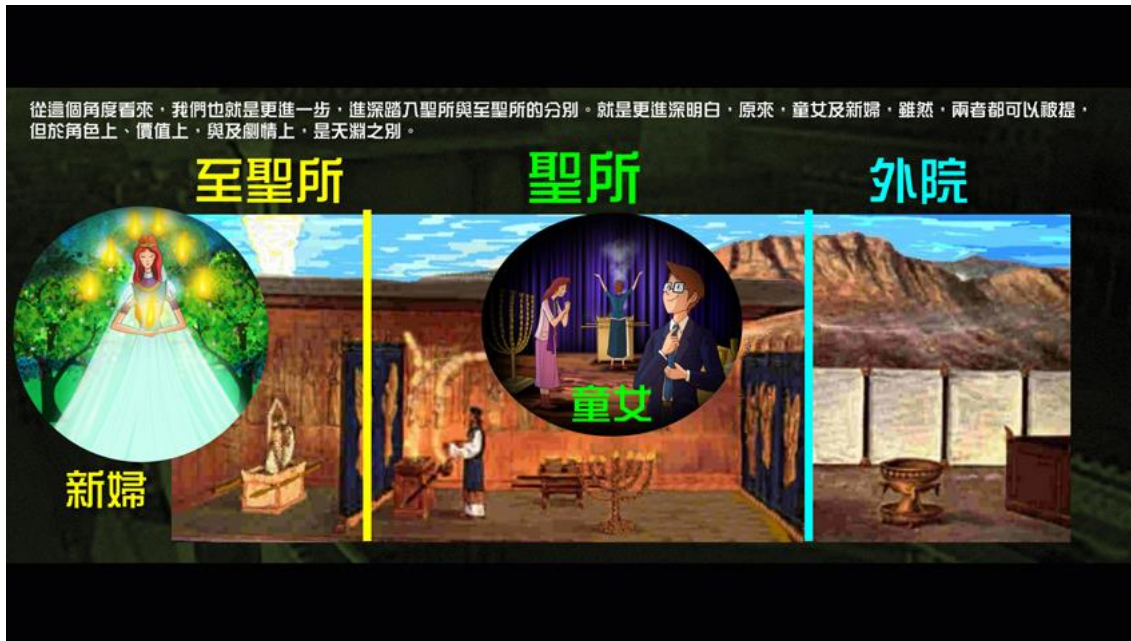 從這個角度看來，我們也就是更進一步，進深踏入聖所與至聖所的分別。就是更進深明白，原來，童女及新婦，雖然，兩者都可以被提，
但於角色上、價值上，與及劇情上，是天淵之別。
至聖所
聖所
外院
童女
新婦